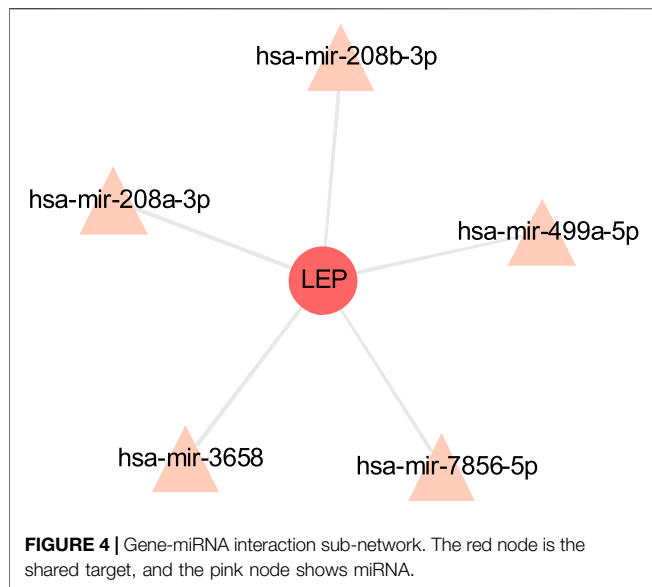 hsa-mir-208b-3p
hsa-mir-208a-3p
hsa-mir-499a-5p
LEP
hsa-mir-3658
hsa-mir-7856-5p
FIGURE 4 | Gene-miRNA interaction sub-network. The red node is the
shared target, and the pink node shows miRNA.